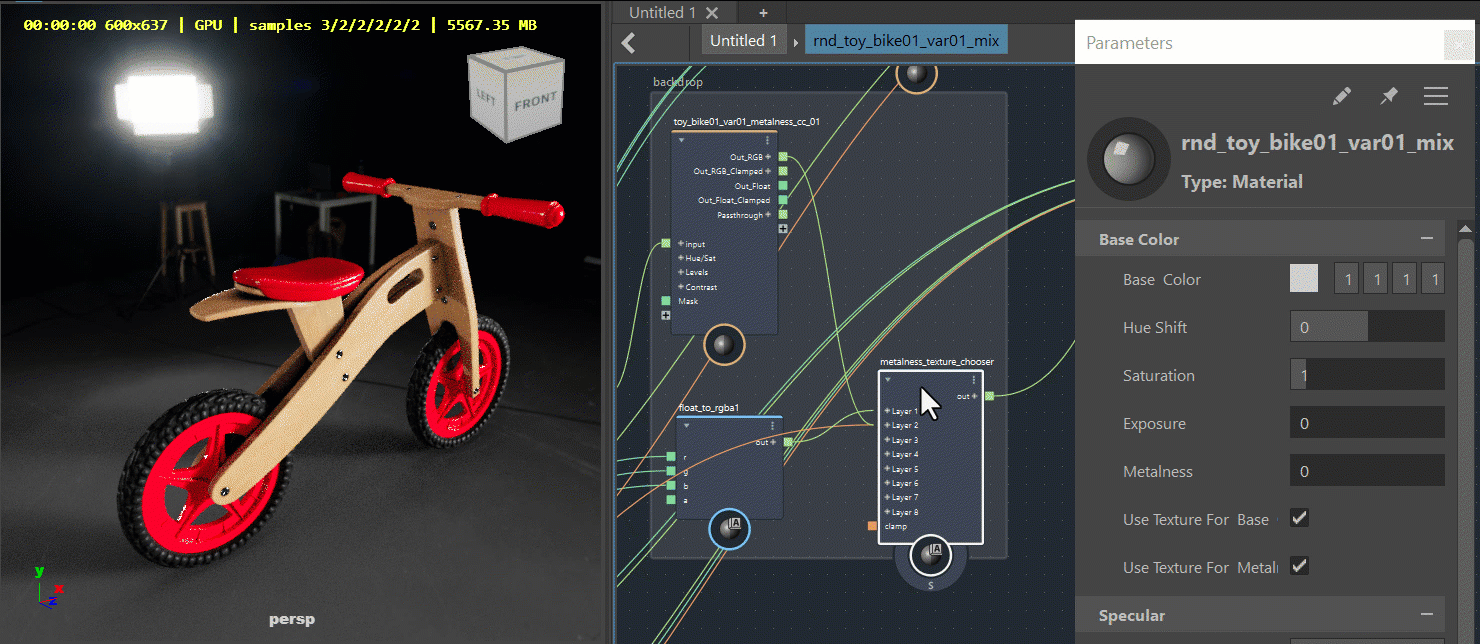 00:00:00 600x637 | GPU | samples 3/2/2/2/2/2 | 5567.35 MB
LEFT
FRONT
y
x
z
persp
Untitled 1
+
Untitled 1
rnd_toy_bike01_var01_mix
backdrop
toy_bike01_var01_metalness_cc_01
Out_RGB +
Out_RGB_Clamped +
Out_Float
Out_Float_Clamped
Passthrough +
+ input
+ Hue/Sat
+ Levels
+ Contrast
Mask
float_to_rgba1
out +
r
g
b
a
A
metalness_texture_chooser
out +
+ Layer 1
+ Layer 2
+ Layer 3
+ Layer 4
+ Layer 5
+ Layer 6
+ Layer 7
+ Layer 8
clamp
A
S
Parameters
rnd_toy_bike01_var01_mix
Type: Material
Base Color
Base Color 1 1 1 1
Hue Shift 0
Saturation 1
Exposure 0
Metalness 0
Use Texture For Base
Use Texture For Metal
Specular